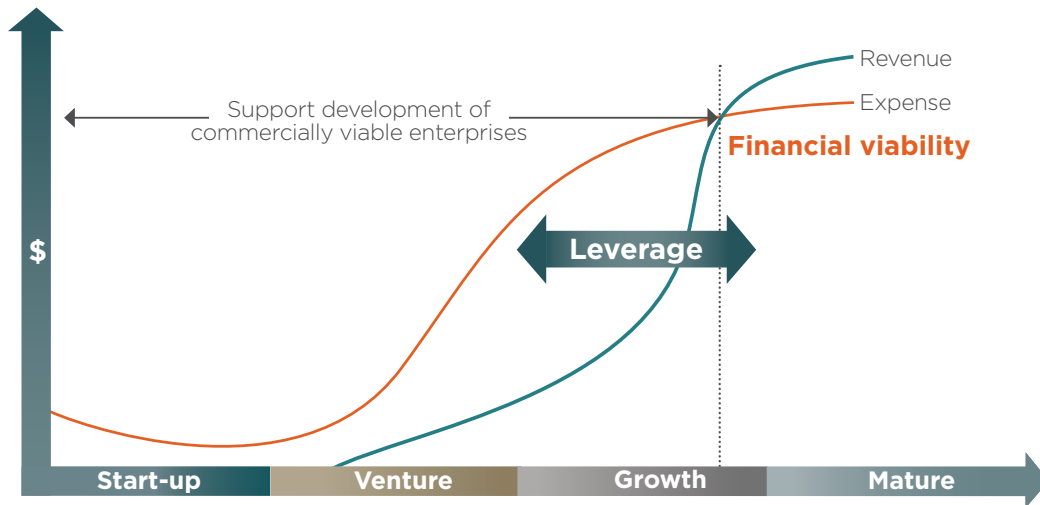 Revenue
Expense
Support development of
commercially viable enterprises
Financial viability
$
Leverage
Start-up
Venture
Growth
Mature